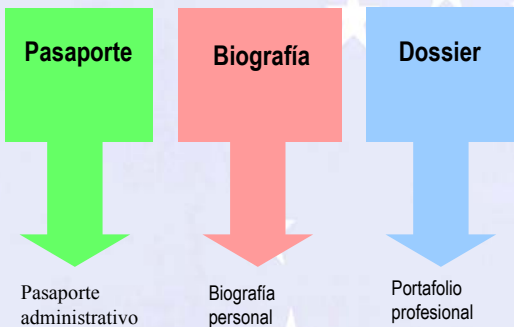 Pasaporte
Biografía
Dossier
Pasaporte
administrativo
Biografía
personal
Portafolio
profesional